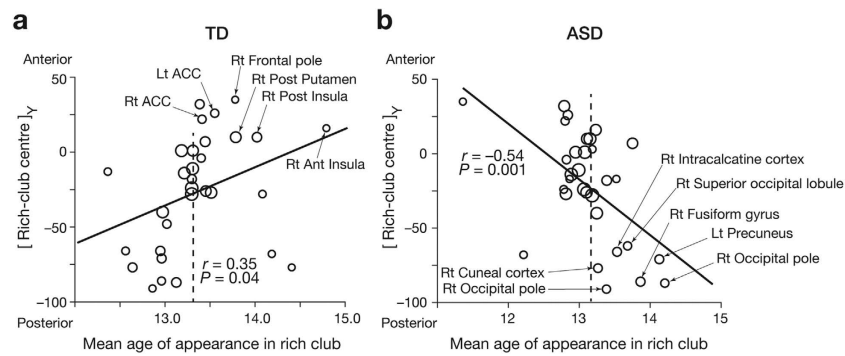 a
TD
Anterior
50
0
−50
−100
Posterior
[ Rich-club centre ]Y
Lt ACC
Rt Frontal pole
Rt ACC
Rt Post Putamen
Rt Post Insula
Rt Ant Insula
r = 0.35
P = 0.04
13.0
14.0
15.0
Mean age of appearance in rich club
b
ASD
Anterior
50
0
−50
−100
Posterior
[ Rich-club centre ]Y
r = −0.54
P = 0.001
Rt Intracalcatine cortex
Rt Superior occipital lobule
Rt Fusiform gyrus
Lt Precuneus
Rt Cuneal cortex
Rt Occipital pole
Rt Occipital pole
12
13
14
15
Mean age of appearance in rich club